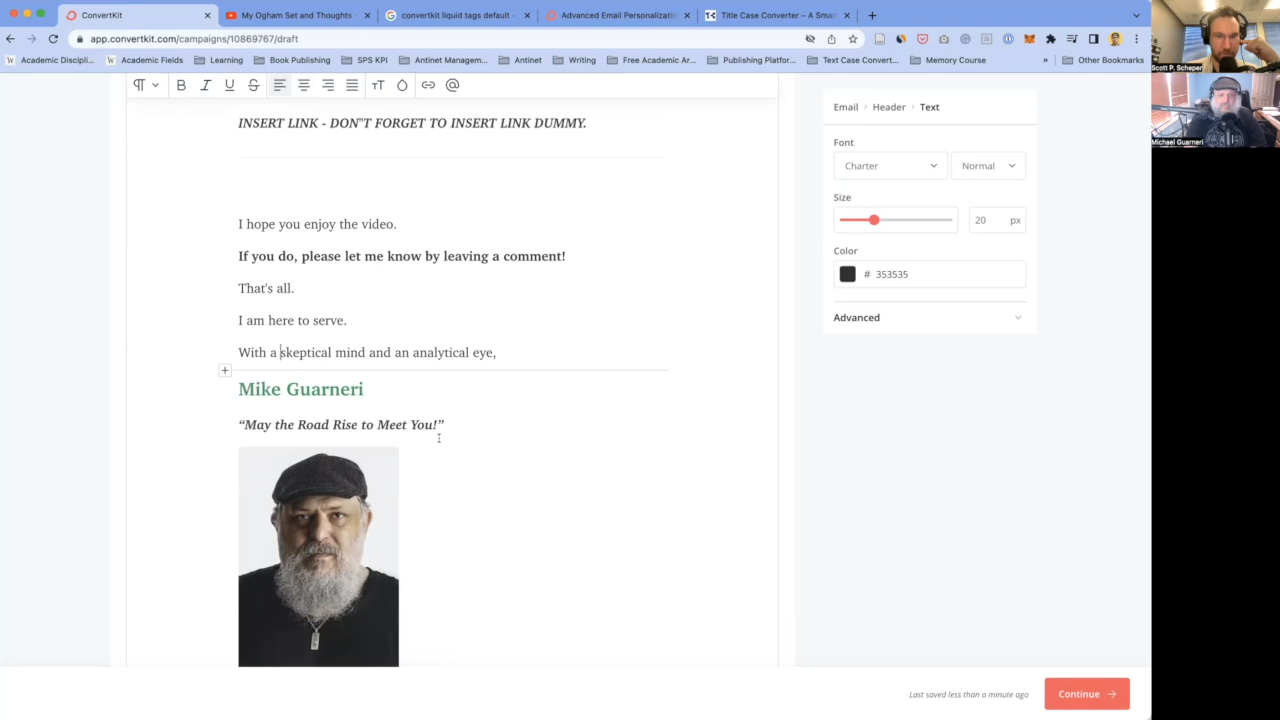 ConvertKit
My Ogham Set and Thoughts
convertkit liquid tags default
Advanced Email Personalizati
Title Case Converter – A Smar
app.convertkit.com/campaigns/10869767/draft
Academic Discipli...
Academic Fields
Learning
Book Publishing
SPS KPI
Antinet Managem...
Antinet
Writing
Free Academic Ar...
Publishing Platfor...
Text Case Convert...
Memory Course
»
Other Bookmarks
INSERT LINK - DON"T FORGET TO INSERT LINK DUMMY.
I hope you enjoy the video.
If you do, please let me know by leaving a comment!
That's all.
I am here to serve.
With a skeptical mind and an analytical eye,
Mike Guarneri
“May the Road Rise to Meet You!”
Email > Header > Text
Font
Charter
Normal
Size
20 px
Color
# 353535
Advanced
Last saved less than a minute ago
Continue →
Scott P. Scheper
Michael Guarneri